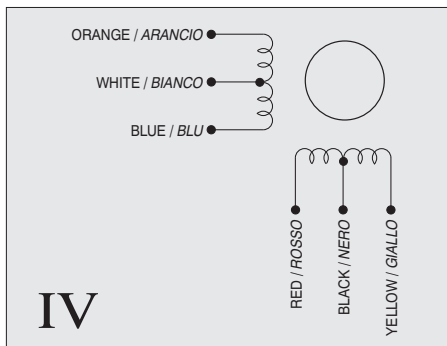 ORANGE / ARANCIO
WHITE / BIANCO
BLUE / BLU
RED / ROSSO
BLACK / NERO
YELLOW / GIALLO
IV